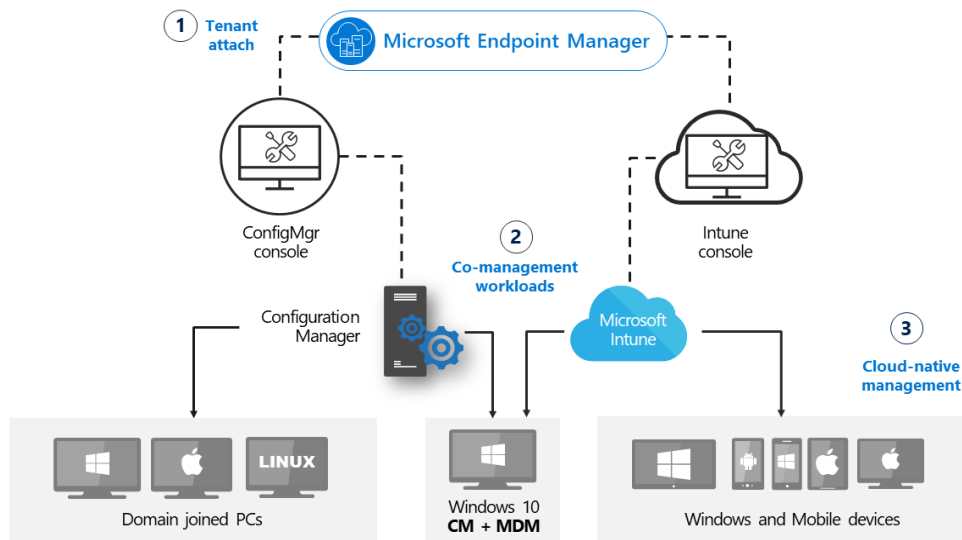 1
Tenant
attach
Microsoft Endpoint Manager
ConfigMgr
console
Intune
console
2
Co-management
workloads
Configuration
Manager
Microsoft
Intune
3
Cloud-native
management
LINUX
Domain joined PCs
Windows 10
CM + MDM
Windows and Mobile devices